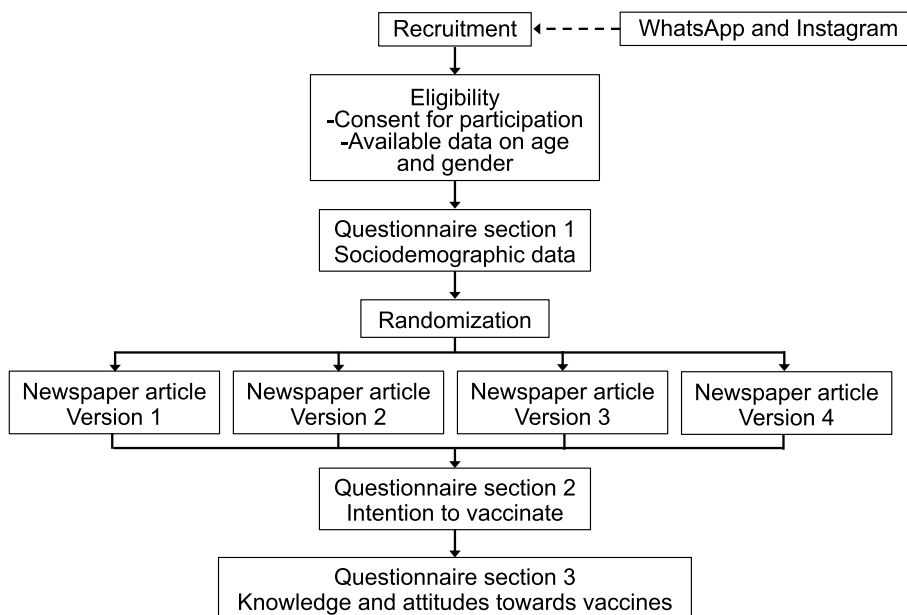 Recruitment
WhatsApp and Instagram
Eligibility
-Consent for participation
-Available data on age
and gender
Questionnaire section 1
Sociodemographic data
Randomization
Newspaper article
Version 1
Newspaper article
Version 2
Newspaper article
Version 3
Newspaper article
Version 4
Questionnaire section 2
Intention to vaccinate
Questionnaire section 3
Knowledge and attitudes towards vaccines